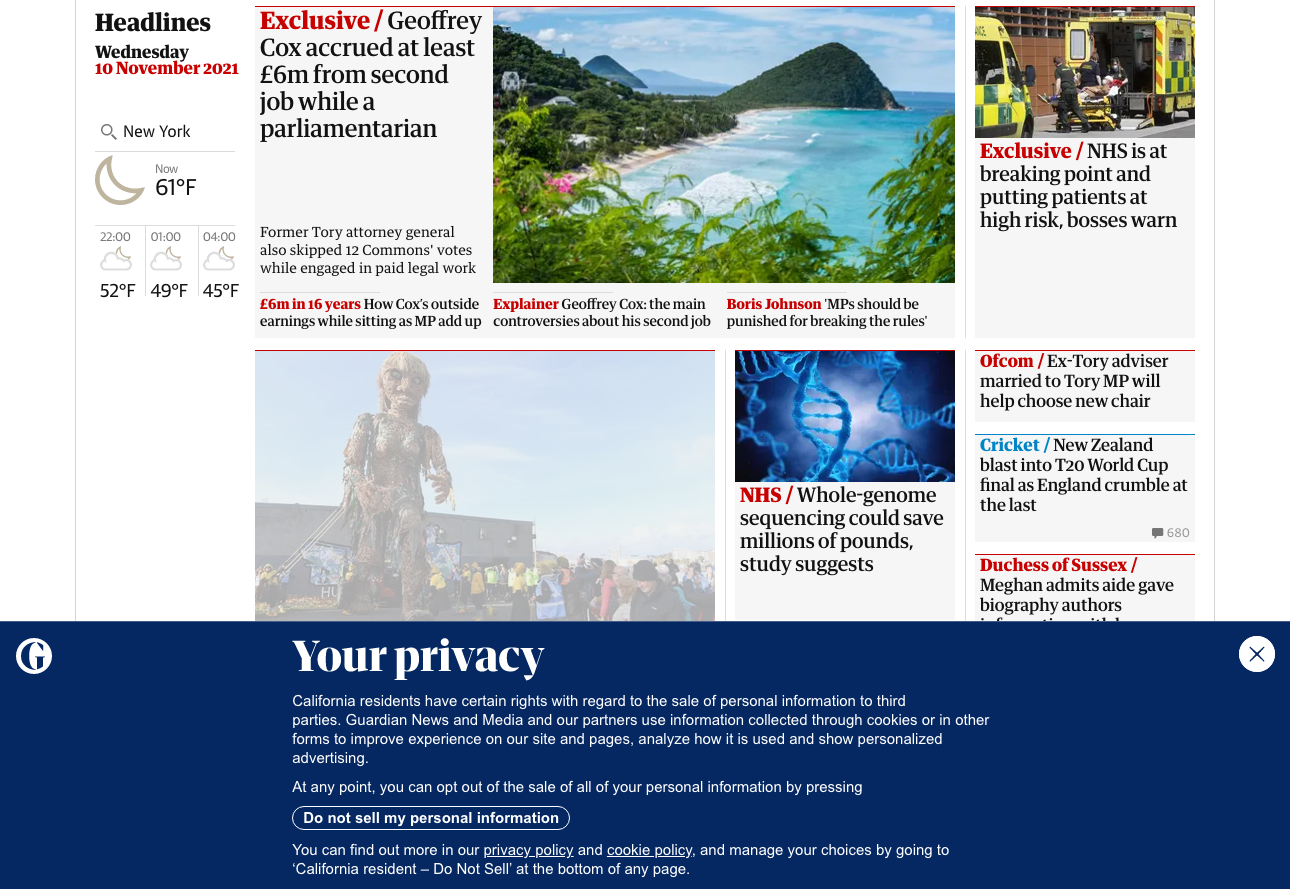 Headlines
Wednesday
10 November 2021
New York
Now
61°F
22:00
01:00
04:00
52°F
49°F
45°F
Exclusive / Geoffrey
Cox accrued at least
£6m from second
job while a
parliamentarian
Former Tory attorney general
also skipped 12 Commons' votes
while engaged in paid legal work
£6m in 16 years How Cox's outside
earnings while sitting as MP add up
Explainer Geoffrey Cox: the main
controversies about his second job
Boris Johnson 'MPs should be
punished for breaking the rules'
Exclusive / NHS is at
breaking point and
putting patients at
high risk, bosses warn
HU
NHS / Whole-genome
sequencing could save
millions of pounds,
study suggests
Ofcom / Ex-Tory adviser
married to Tory MP will
help choose new chair
Cricket / New Zealand
blast into T20 World Cup
final as England crumble at
the last
680
Duchess of Sussex /
Meghan admits aide gave
biography authors
G
Your privacy
California residents have certain rights with regard to the sale of personal information to third
parties. Guardian News and Media and our partners use information collected through cookies or in other
forms to improve experience on our site and pages, analyze how it is used and show personalized
advertising.
At any point, you can opt out of the sale of all of your personal information by pressing
Do not sell my personal information
You can find out more in our privacy policy and cookie policy, and manage your choices by going to
‘California resident – Do Not Sell’ at the bottom of any page.